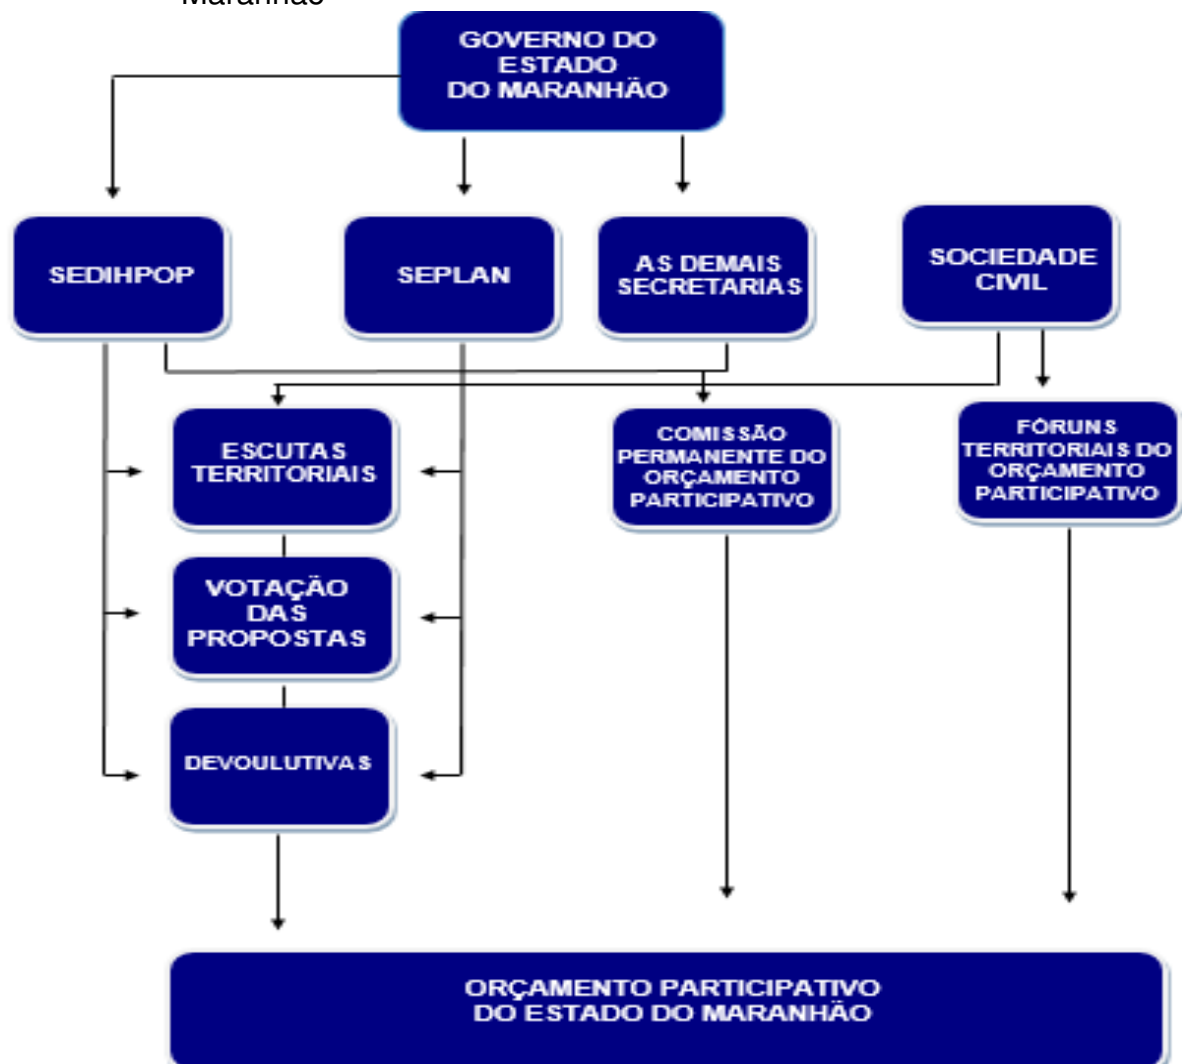 Maranhão
GOVERNO DO
ESTADO
DO MARANHÃO
SEDIHPOP
SEPLAN
AS DEMAIS
SECRETARIAS
SOCIEDADE
CIVIL
ESCUTAS
TERRITORIAIS
COMISSÃO
PERMANENTE DO
ORÇAMENTO
PARTICIPATIVO
FÓRUNS
TERRITORIAIS DO
ORÇAMENTO
PARTICIPATIVO
VOTAÇÃO
DAS
PROPOSTAS
DEVOULUTIVAS
ORÇAMENTO PARTICIPATIVO
DO ESTADO DO MARANHÃO